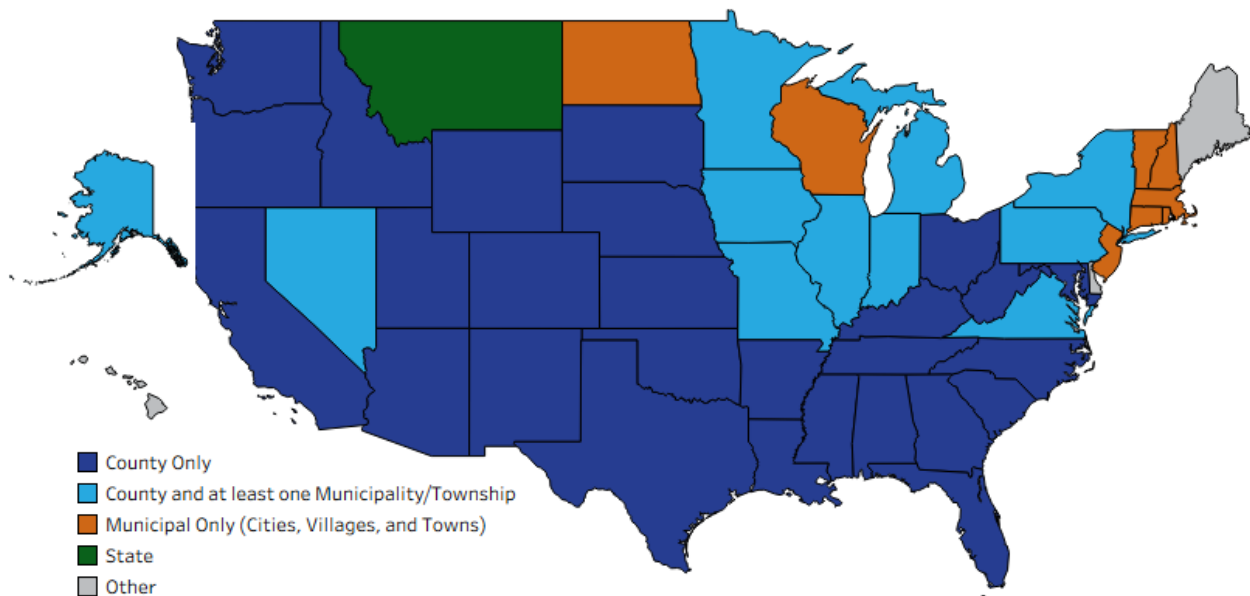 County Only
County and at least one Municipality/Township
Municipal Only (Cities, Villages, and Towns)
State
Other